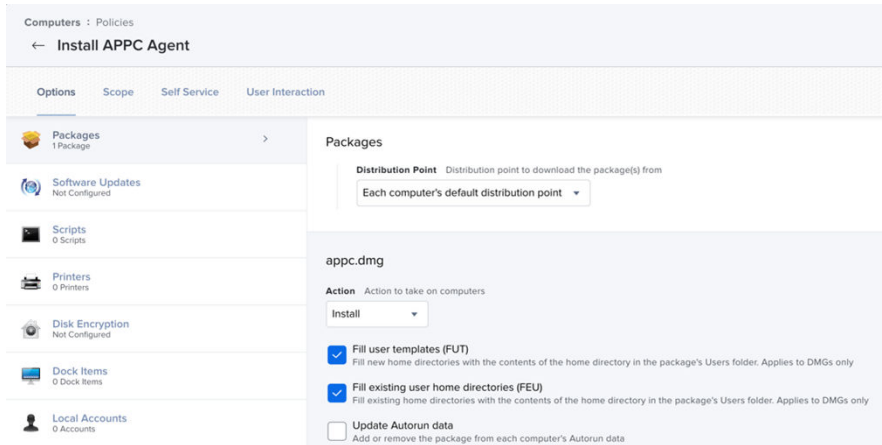 Computers : Policies
← Install APPC Agent
Options Scope Self Service User Interaction
Packages
1 Package
Software Updates
Not Configured
Scripts
0 Scripts
Printers
0 Printers
Disk Encryption
Not Configured
Dock Items
0 Dock Items
Local Accounts
0 Accounts
Packages
Distribution Point Distribution point to download the package(s) from
Each computer's default distribution point
appc.dmg
Action Action to take on computers
Install
Fill user templates (FUT)
Fill new home directories with the contents of the home directory in the package's Users folder. Applies to DMGs only
Fill existing user home directories (FEU)
Fill existing home directories with the contents of the home directory in the package's Users folder. Applies to DMGs only
Update Autorun data
Add or remove the package from each computer's Autorun data